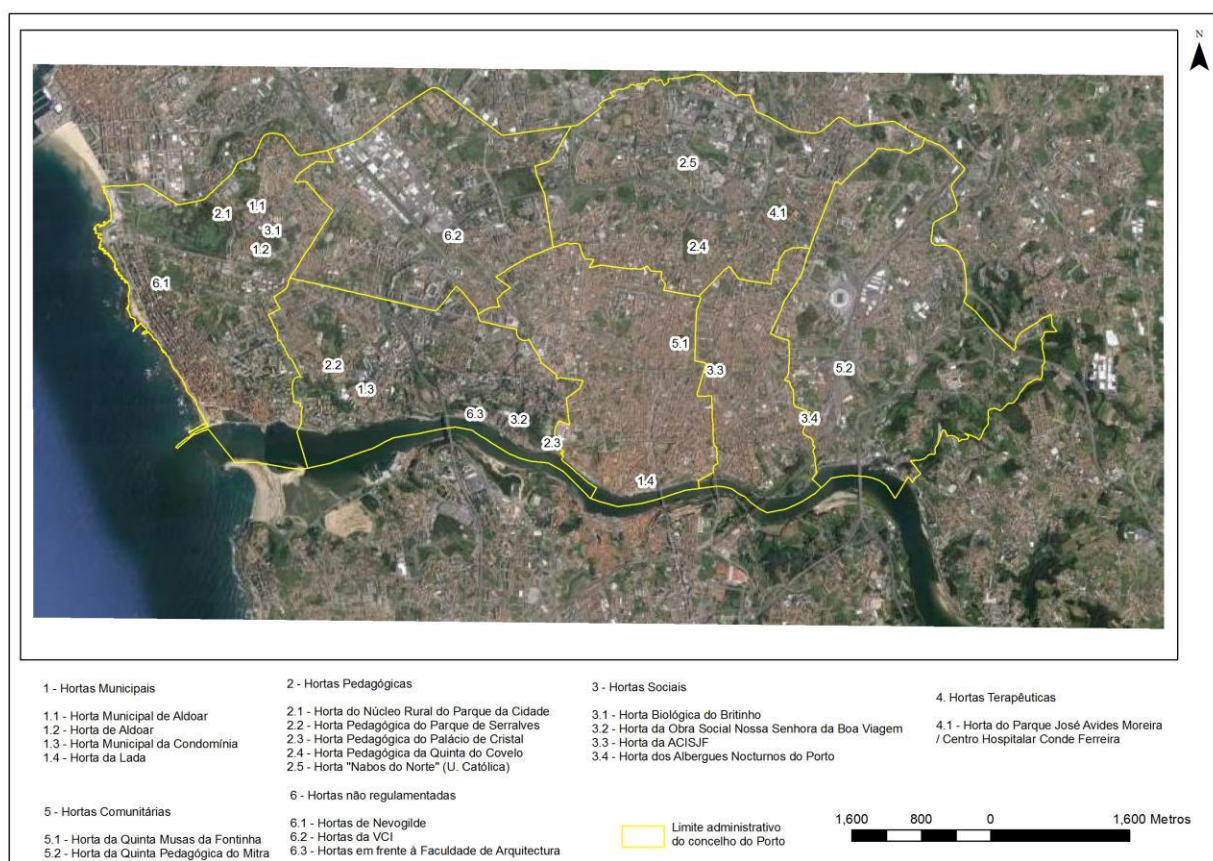 N
2.5
2.1
1.1
4.1
3.1
6.2
1.2
2.4
6.1
5.1
2.2
3.3
5.2
1.3
6.3
3.2
3.4
2.3
1.4
1 - Hortas Municipais
1.1 - Horta Municipal de Aldoar
1.2 - Horta de Aldoar
1.3 - Horta Municipal da Condomínia
1.4 - Horta da Lada
2 - Hortas Pedagógicas
2.1 - Horta do Núcleo Rural do Parque da Cidade
2.2 - Horta Pedagógica do Parque de Serralves
2.3 - Horta Pedagógica do Palácio de Cristal
2.4 - Horta Pedagógica da Quinta do Covelo
2.5 - Horta "Nabos do Norte" (U. Católica)
3 - Hortas Sociais
3.1 - Horta Biológica do Britinho
3.2 - Horta da Obra Social Nossa Senhora da Boa Viagem
3.3 - Horta da ACISJF
3.4 - Horta dos Albergues Nocturnos do Porto
4. Hortas Terapêuticas
4.1 - Horta do Parque José Avides Moreira
/ Centro Hospitalar Conde Ferreira
5 - Hortas Comunitárias
5.1 - Horta da Quinta Musas da Fontinha
5.2 - Horta da Quinta Pedagógica do Mitra
6 - Hortas não regulamentadas
6.1 - Hortas de Nevogilde
6.2 - Hortas da VCI
6.3 - Hortas em frente à Faculdade de Arquitectura
Limite administrativo
do concelho do Porto
1,600 800 0 1,600 Metros